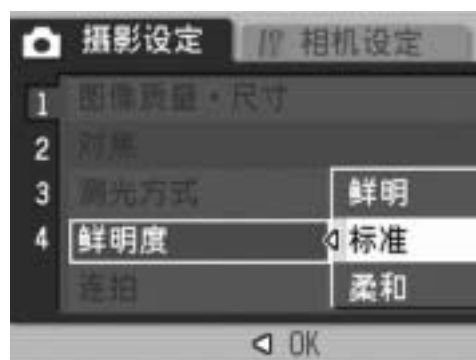 摄影设定 相机设定
1 图像质量・尺寸
2 对焦
3 测光方式 鲜明
4 鲜明度 标准
连拍 柔和
OK